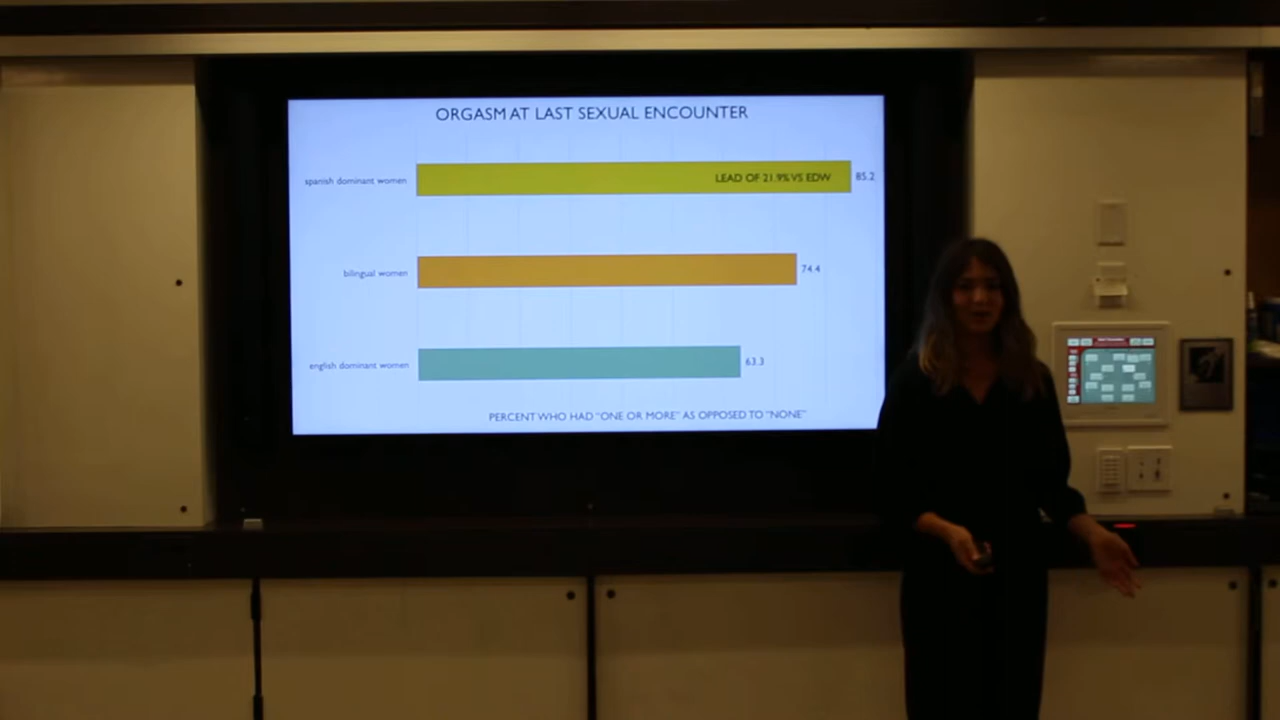 ORGASM AT LAST SEXUAL ENCOUNTER
spanish dominant women
LEAD OF 21.9% VS EDW
85.2
bilingual women
74.4
english dominant women
63.3
PERCENT WHO HAD "ONE OR MORE" AS OPPOSED TO "NONE"